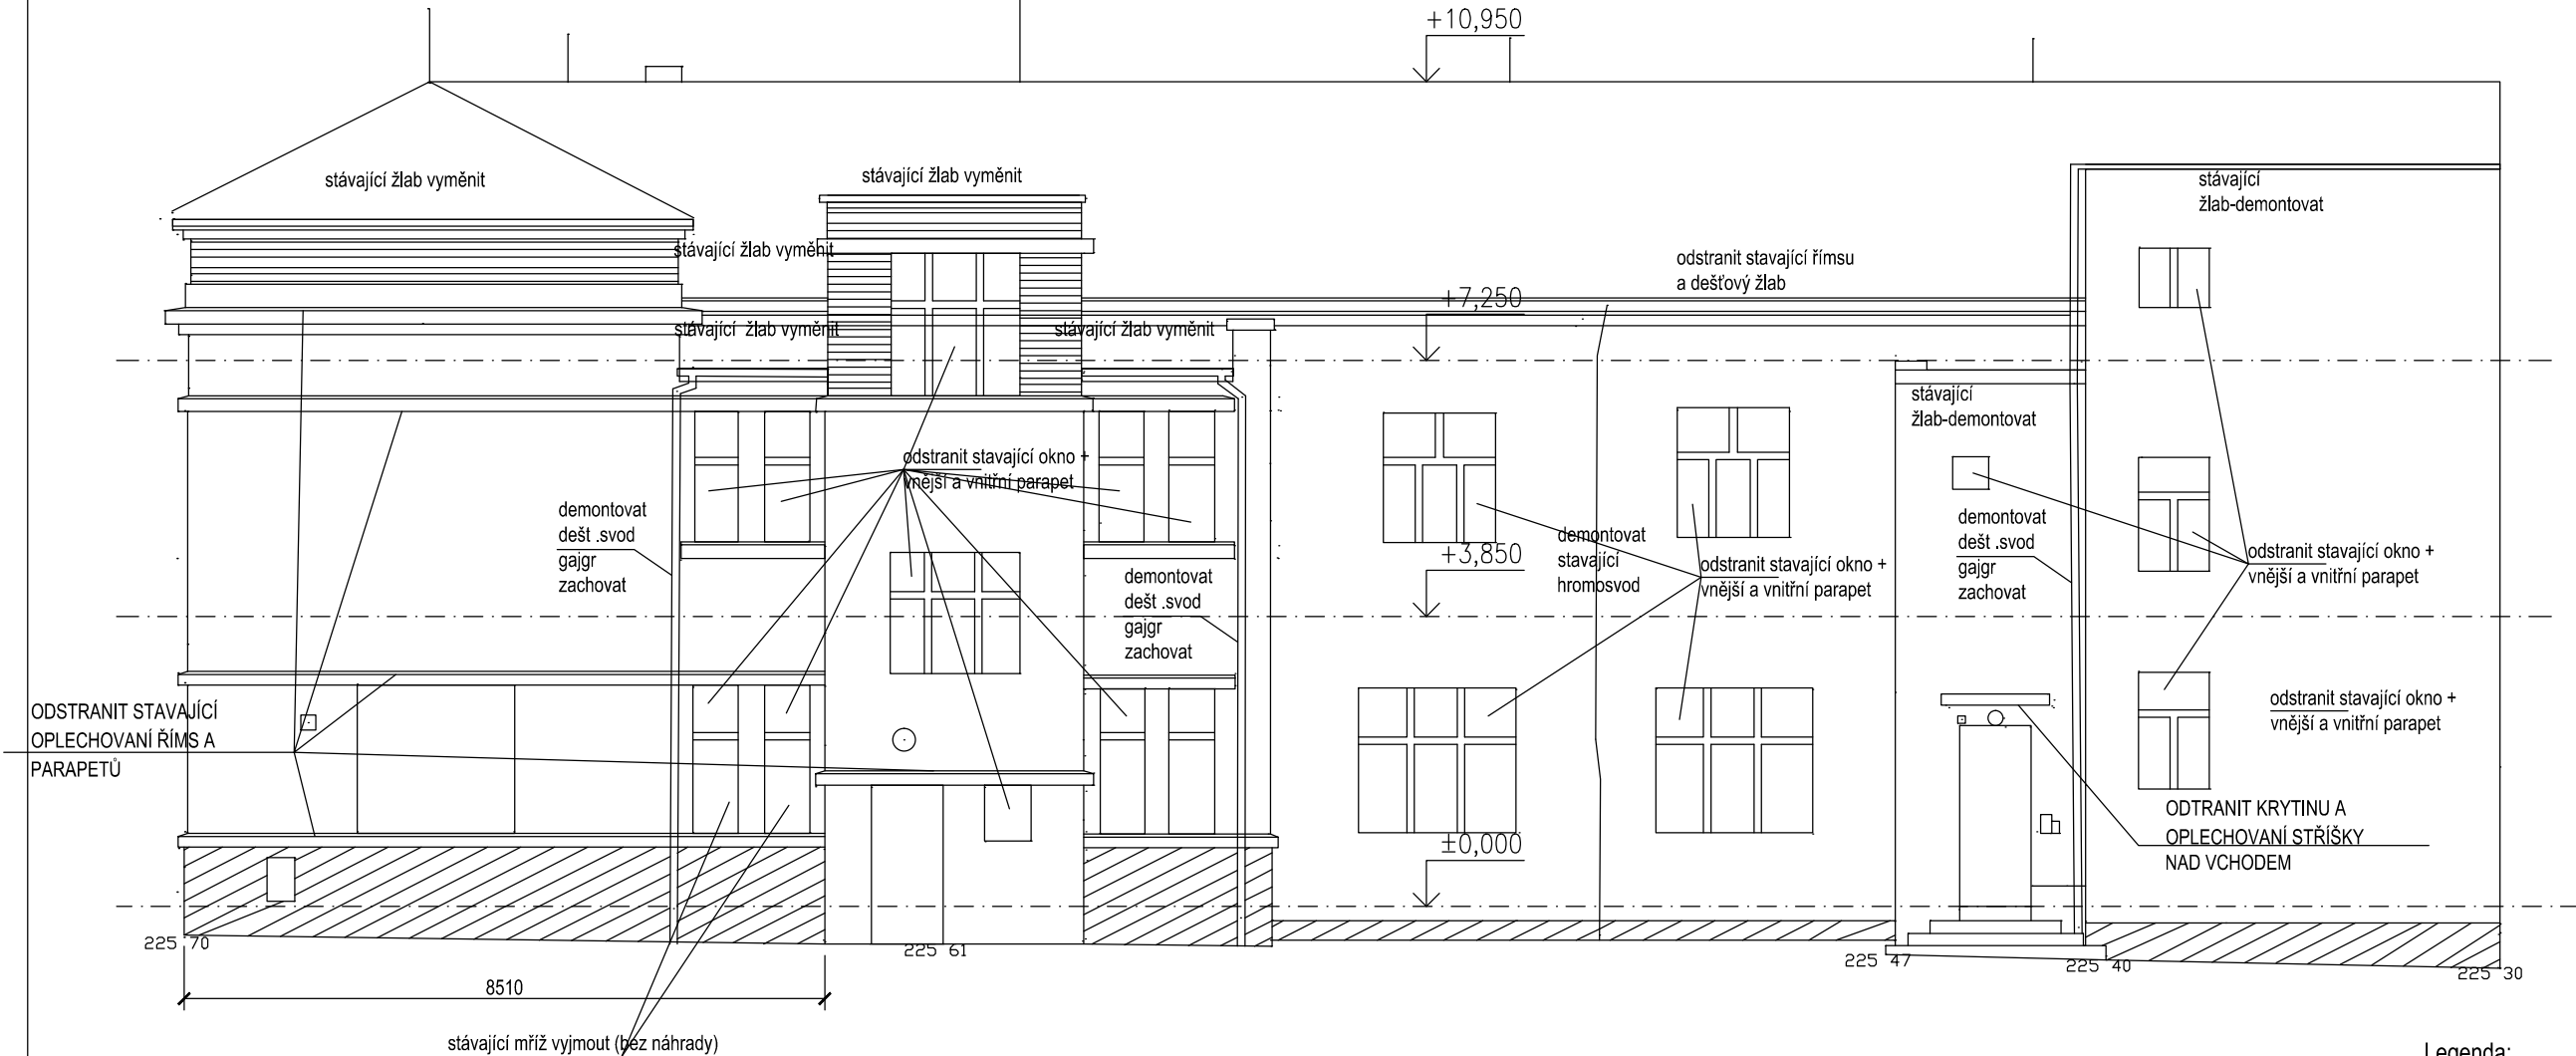 +10,950
stávající žlab vyměnit
stávající žlab vyměnit
stávající
žlab-demontovat
stávající žlab vyměnit
odstranit stavající římsu
a dešťový žlab
+7,250
stávající žlab vyměnit
stávající žlab vyměnit
stávající
žlab-demontovat
odstranit stavající okno +
vnější a vnitřní parapet
demontovat
dešt .svod
gajgr
zachovat
demontovat
dešt .svod
gajgr
zachovat
+3,850
demontovat
stavající
hromosvod
odstranit stavající okno +
vnější a vnitřní parapet
demontovat
dešt .svod
gajgr
zachovat
odstranit stavající okno +
vnější a vnitřní parapet
odstranit stavající okno +
vnější a vnitřní parapet
ODSTRANIT STAVAJÍCÍ
OPLECHOVANÍ ŘÍMS A
PARAPETŮ
ODTRANIT KRYTINU A
OPLECHOVANÍ STŘÍŠKY
NAD VCHODEM
±0,000
225 70
225 61
225 47
225 40
225 30
8510
stávající mříž vyjmout (bez náhrady)
Legenda: